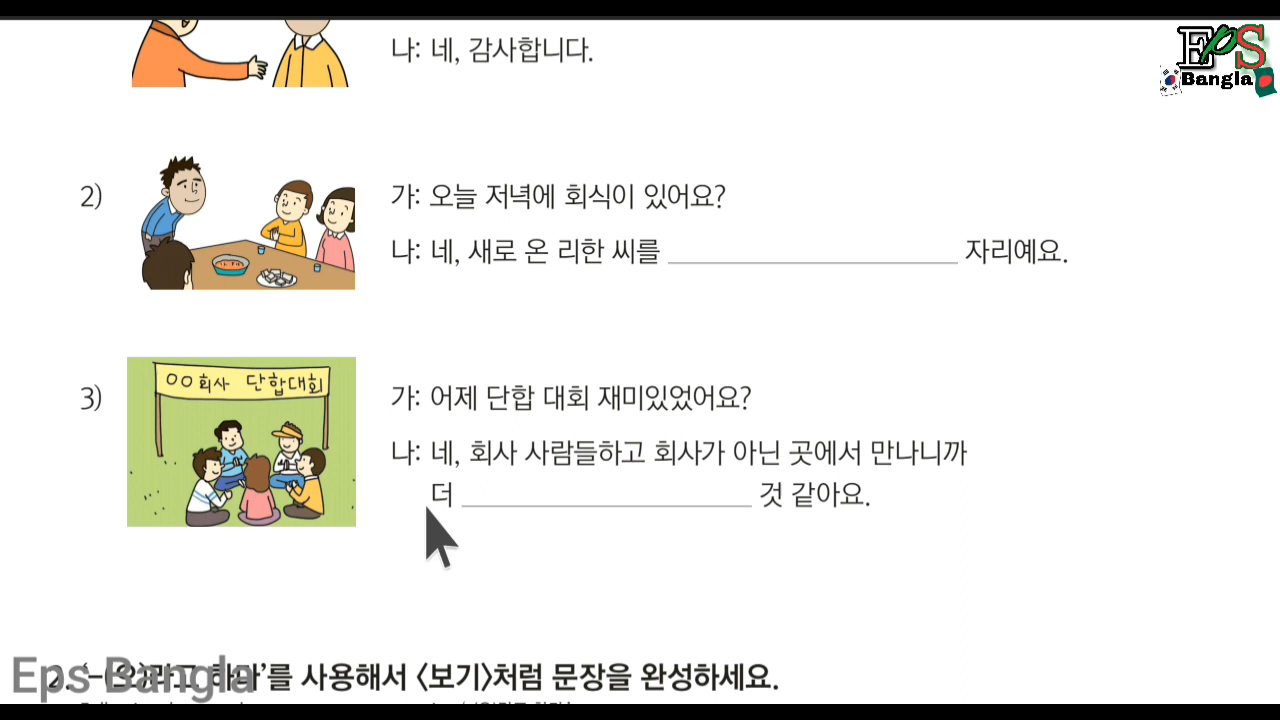 나: 네, 감사합니다.
EPS
Bangla
2)
가: 오늘 저녁에 회식이 있어요?
나: 네, 새로 온 리한 씨를 자리예요.
3)
OO회사 단합대회
가: 어제 단합 대회 재미있었어요?
나: 네, 회사 사람들하고 회사가 아닌 곳에서 만나니까
더 것 같아요.
Eps Bangla
를 사용해서 〈보기〉처럼 문장을 완성하세요.